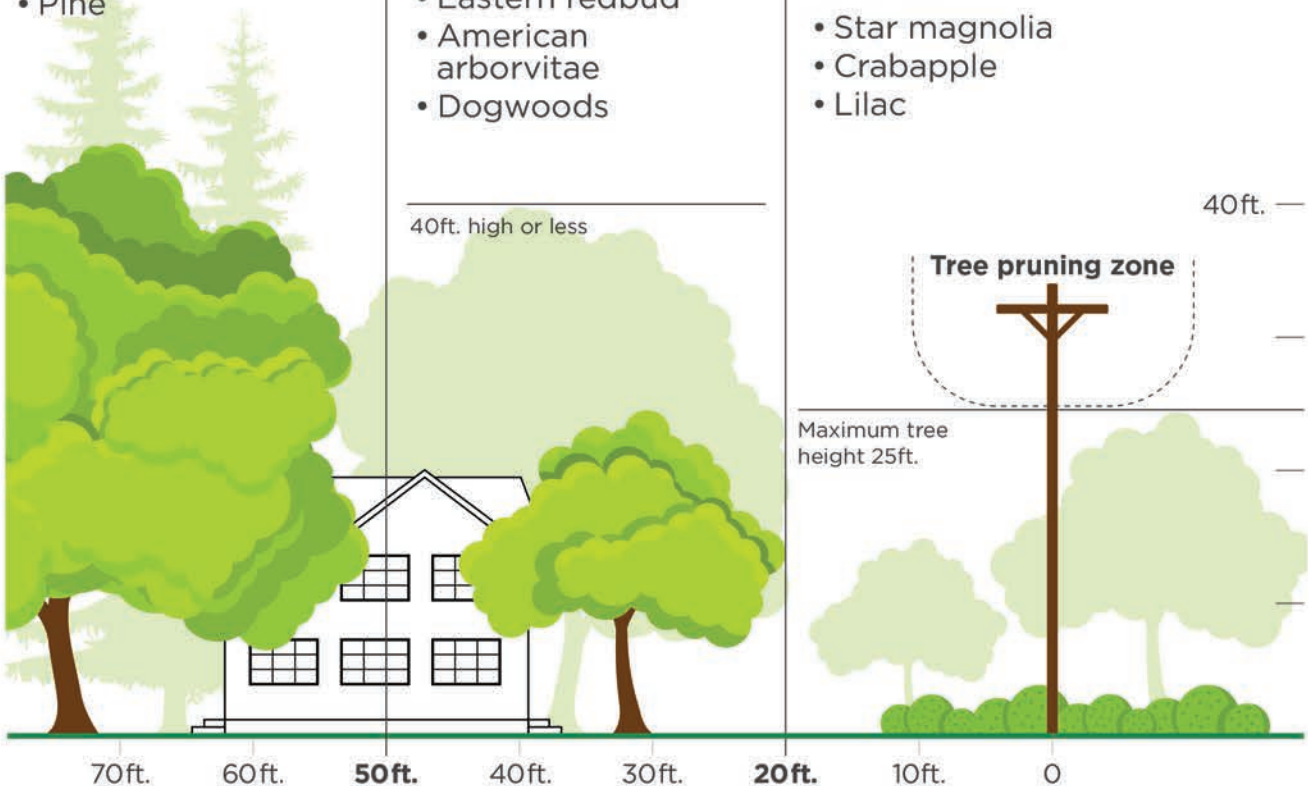 • Pine
• Eastern redbud
• American
arborvitae
• Dogwoods
• Star magnolia
• Crabapple
• Lilac
40ft. high or less
40ft.
Tree pruning zone
Maximum tree
height 25ft.
70ft.
60ft.
50ft.
40ft.
30ft.
20ft.
10ft.
0